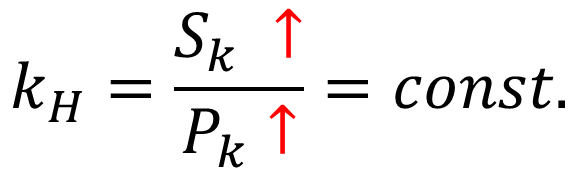 k_H = S_k ↑ / P_k ↑ = const.